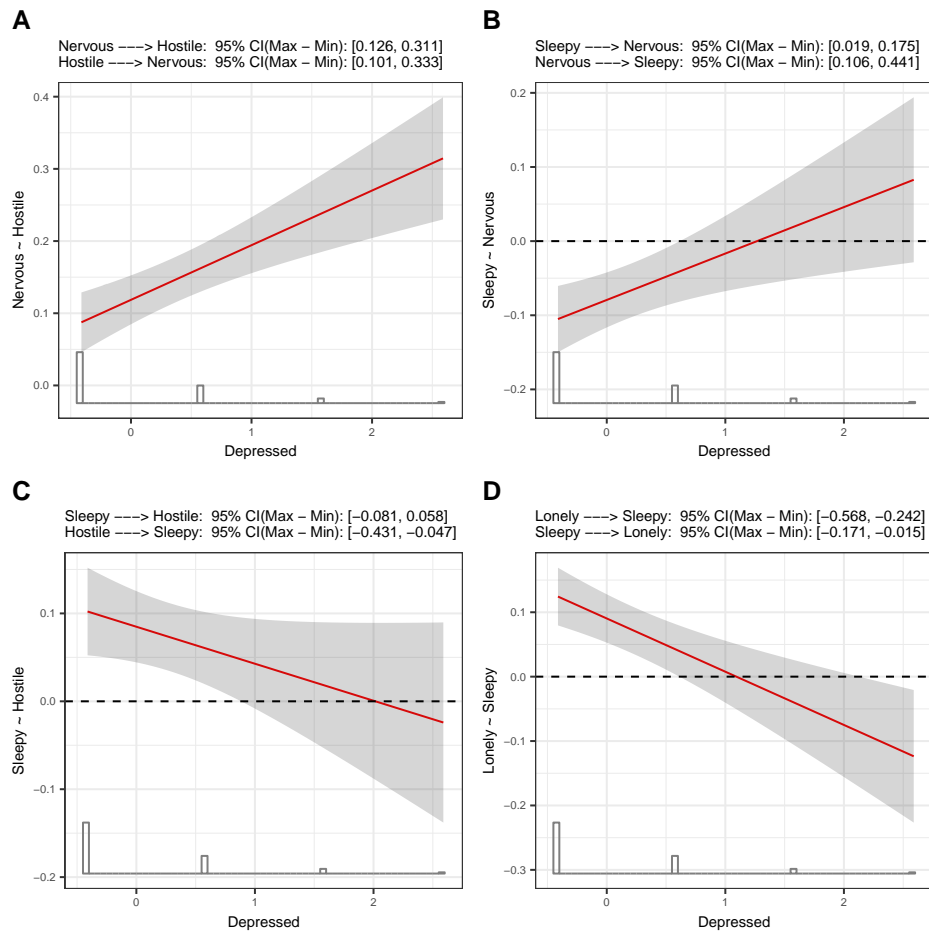 A
Nervous −−−> Hostile:  95% CI(Max − Min): [0.126, 0.311]
Hostile −−−> Nervous:  95% CI(Max − Min): [0.101, 0.333]
0.4
0.3
0.2
0.1
0.0
Nervous ~ Hostile
0 1 2
Depressed
B
Sleepy −−−> Nervous:  95% CI(Max − Min): [0.019, 0.175]
Nervous −−−> Sleepy:  95% CI(Max − Min): [0.106, 0.441]
0.2
0.1
0.0
−0.1
−0.2
Sleepy ~ Nervous
0 1 2
Depressed
C
Sleepy −−−> Hostile:  95% CI(Max − Min): [−0.081, 0.058]
Hostile −−−> Sleepy:  95% CI(Max − Min): [−0.431, −0.047]
0.1
0.0
−0.1
−0.2
Sleepy ~ Hostile
0 1 2
Depressed
D
Lonely −−−> Sleepy:  95% CI(Max − Min): [−0.568, −0.242]
Sleepy −−−> Lonely:  95% CI(Max − Min): [−0.171, −0.015]
0.1
0.0
−0.1
−0.2
−0.3
Lonely ~ Sleepy
0 1 2
Depressed